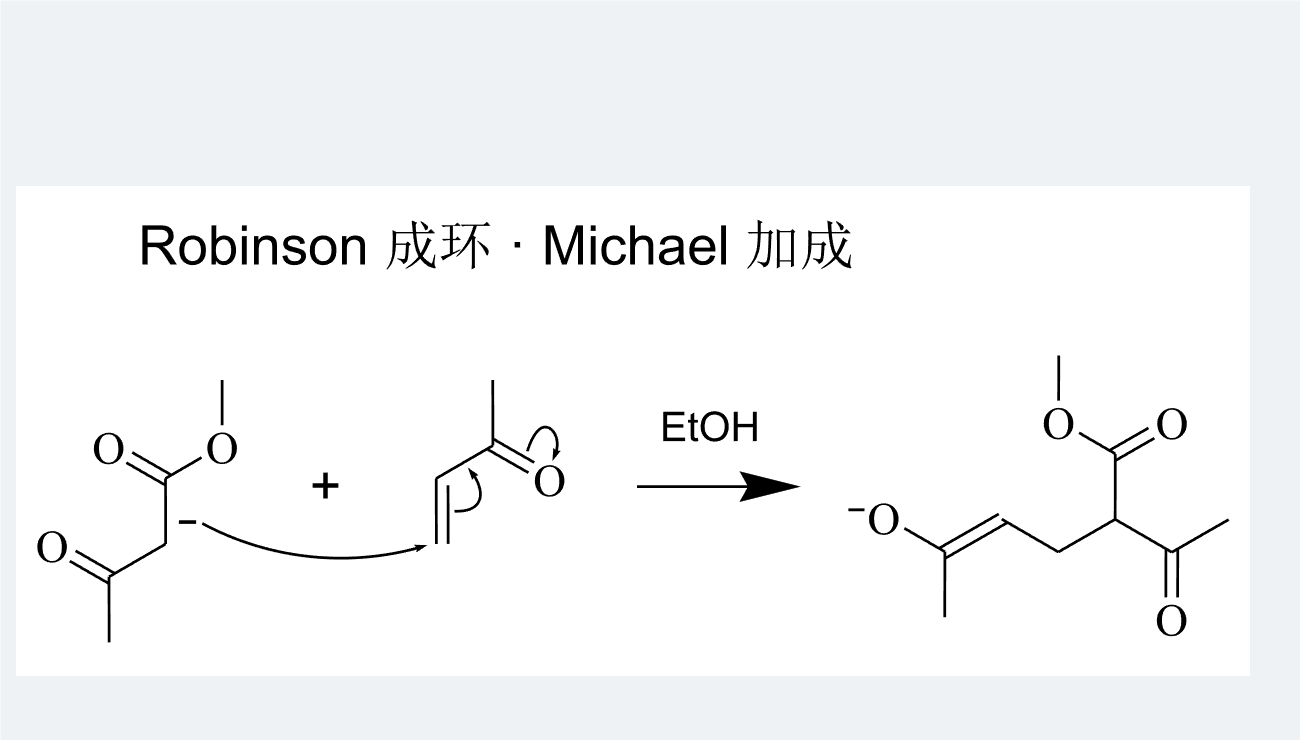 Robinson 成环 · Michael 加成
O
O
O
+
O
EtOH
O
O
⁻O
O